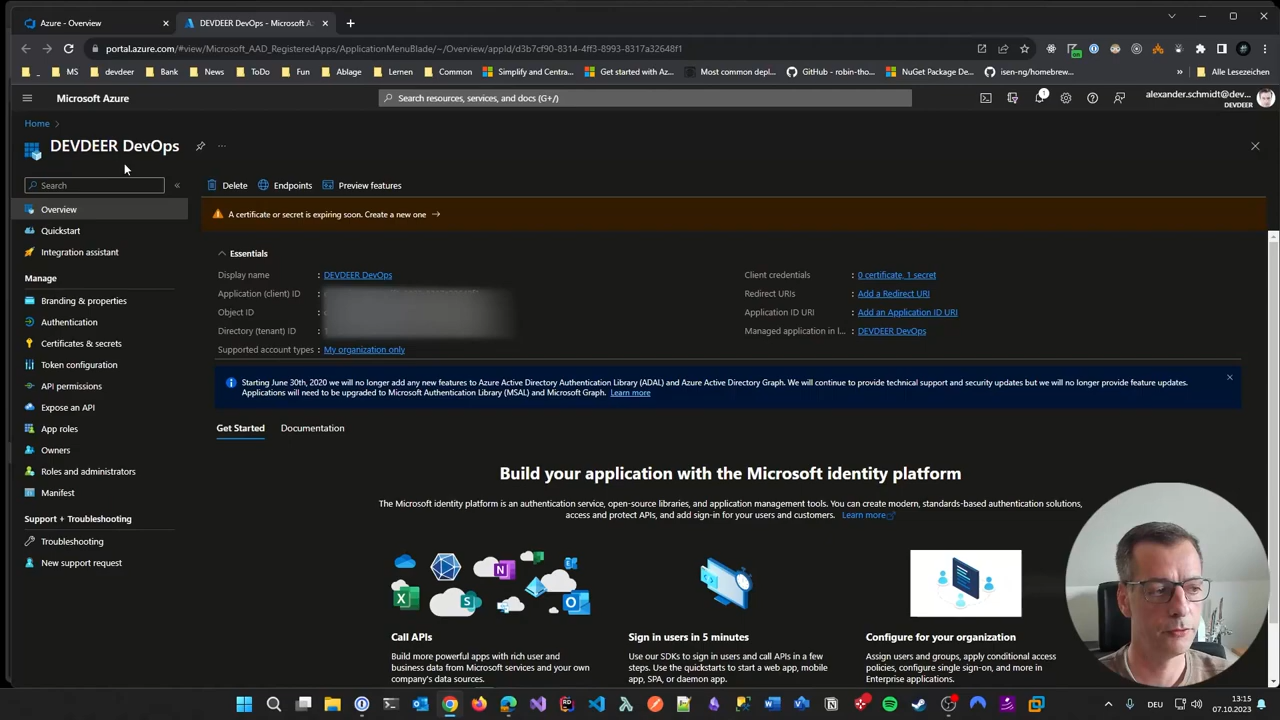 Azure - Overview
DEVDEER DevOps - Microsoft A
portal.azure.com/#view/Microsoft_AAD_RegisteredApps/ApplicationMenuBlade/~/Overview/appId/d3b7cf90-8314-4ff3-8993-8317a32648f1
_ MS devdeer Bank News ToDo Fun Ablage Lernen Common Simplify and Centra... Get started with Az... Most common depl... GitHub - robin-tho... NuGet Package De... isen-ng/homebrew... » Alle Lesezeichen
Microsoft Azure
Search resources, services, and docs (G+/)
1
alexander.schmidt@dev...
DEVDEER
Home >
DEVDEER DevOps
...
Search
«
Overview
Quickstart
Integration assistant
Manage
Branding & properties
Authentication
Certificates & secrets
Token configuration
API permissions
Expose an API
App roles
Owners
Roles and administrators
Manifest
Support + Troubleshooting
Troubleshooting
New support request
Delete Endpoints Preview features
A certificate or secret is expiring soon. Create a new one →
Essentials
Display name : DEVDEER DevOps
Application (client) ID :
Object ID :
Directory (tenant) ID :
Supported account types : My organization only
Client credentials : 0 certificate, 1 secret
Redirect URIs : Add a Redirect URI
Application ID URI : Add an Application ID URI
Managed application in l... : DEVDEER DevOps
Starting June 30th, 2020 we will no longer add any new features to Azure Active Directory Authentication Library (ADAL) and Azure Active Directory Graph. We will continue to provide technical support and security updates but we will no longer provide feature updates.
Applications will need to be upgraded to Microsoft Authentication Library (MSAL) and Microsoft Graph. Learn more
Get Started Documentation
Build your application with the Microsoft identity platform
The Microsoft identity platform is an authentication service, open-source libraries, and application management tools. You can create modern, standards-based authentication solutions,
access and protect APIs, and add sign-in for your users and customers. Learn more
Call APIs
Build more powerful apps with rich user and
business data from Microsoft services and your own
company's data sources.
Sign in users in 5 minutes
Use our SDKs to sign in users and call APIs in a few
steps. Use the quickstarts to start a web app, mobile
app, SPA, or daemon app.
Configure for your organization
Assign users and groups, apply conditional access
policies, configure single sign-on, and more in
Enterprise applications.
DEU
13:15
07.10.2023